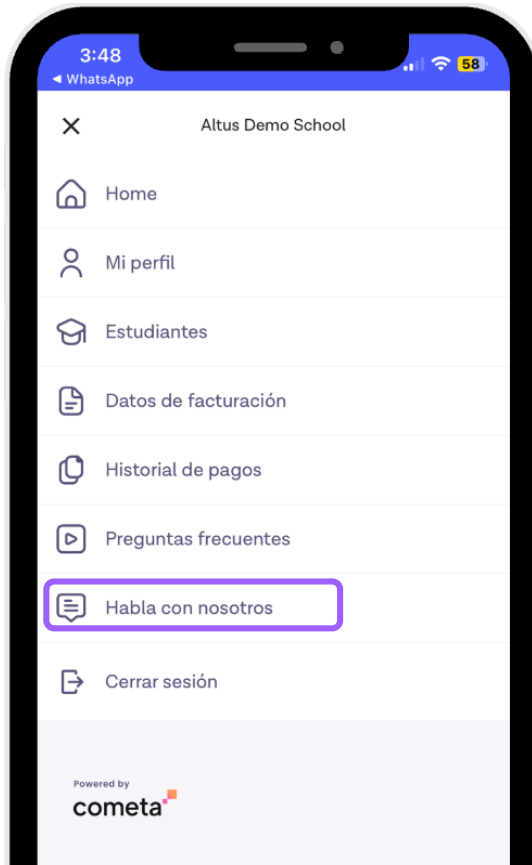 3:48
58
◀ WhatsApp
Altus Demo School
Home
Mi perfil
Estudiantes
Datos de facturación
Historial de pagos
Preguntas frecuentes
Habla con nosotros
Cerrar sesión
Powered by
cometa